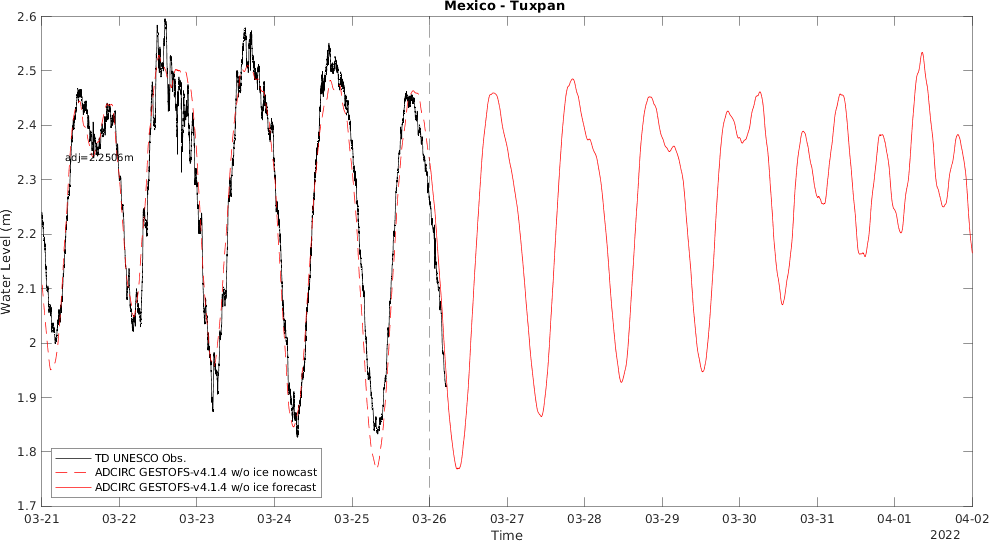 Mexico - Tuxpan
2.6
2.5
2.4
2.3
2.2
2.1
2
1.9
1.8
1.7
Water Level (m)
adj=2.2506m
TD UNESCO Obs.
ADCIRC GESTOFS-v4.1.4 w/o ice nowcast
ADCIRC GESTOFS-v4.1.4 w/o ice forecast
03-21 03-22 03-23 03-24 03-25 03-26 03-27 03-28 03-29 03-30 03-31 04-01 04-02
Time
2022